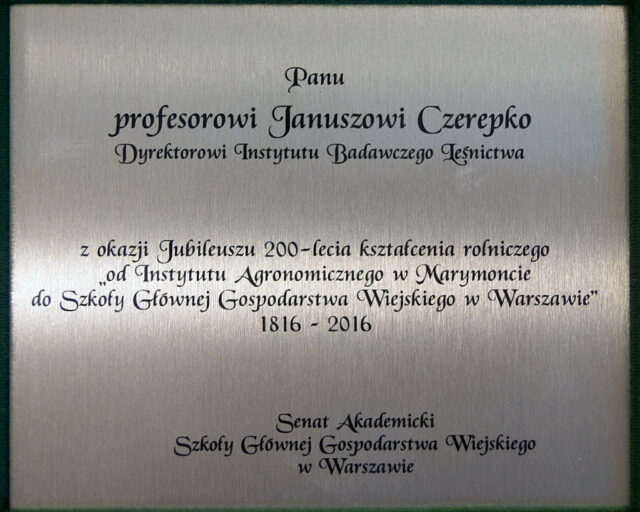 Panu
profesorowi Januszowi Czerepko
Dyrektorowi Instytutu Badawczego Leśnictwa
z okazji Jubileuszu 200-lecia kształcenia rolniczego
„od Instytutu Agronomicznego w Marymoncie
do Szkoły Głównej Gospodarstwa Wiejskiego w Warszawie”
1816 - 2016
Senat Akademicki
Szkoły Głównej Gospodarstwa Wiejskiego
w Warszawie